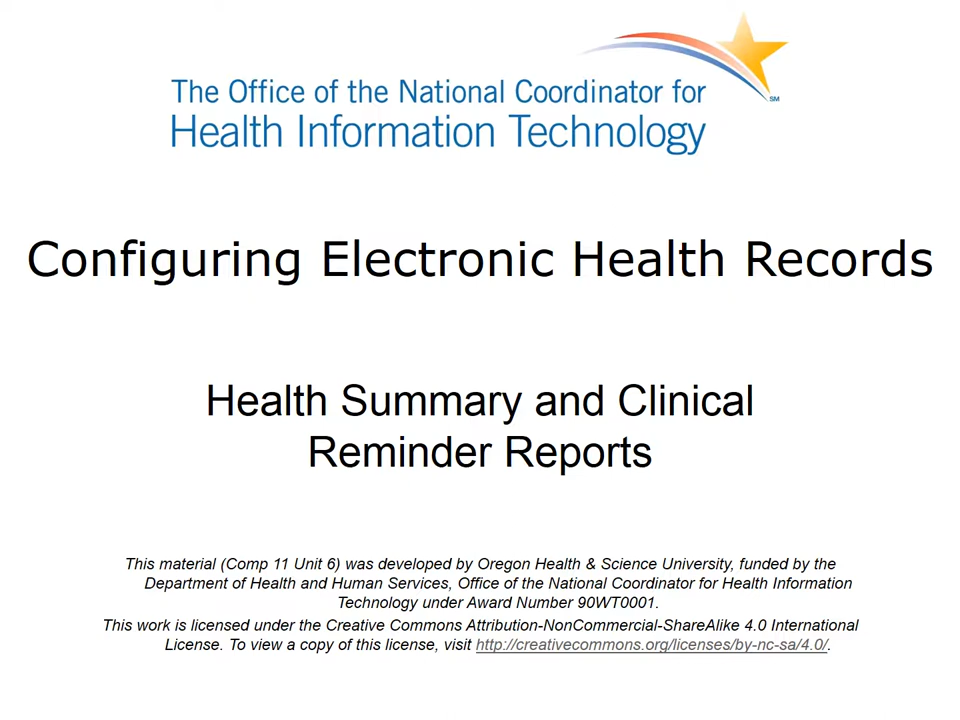 The Office of the National Coordinator for
Health Information Technology
SM
Configuring Electronic Health Records
Health Summary and Clinical
Reminder Reports
This material (Comp 11 Unit 6) was developed by Oregon Health & Science University, funded by the
Department of Health and Human Services, Office of the National Coordinator for Health Information
Technology under Award Number 90WT0001.
This work is licensed under the Creative Commons Attribution-NonCommercial-ShareAlike 4.0 International
License. To view a copy of this license, visit http://creativecommons.org/licenses/by-nc-sa/4.0/.